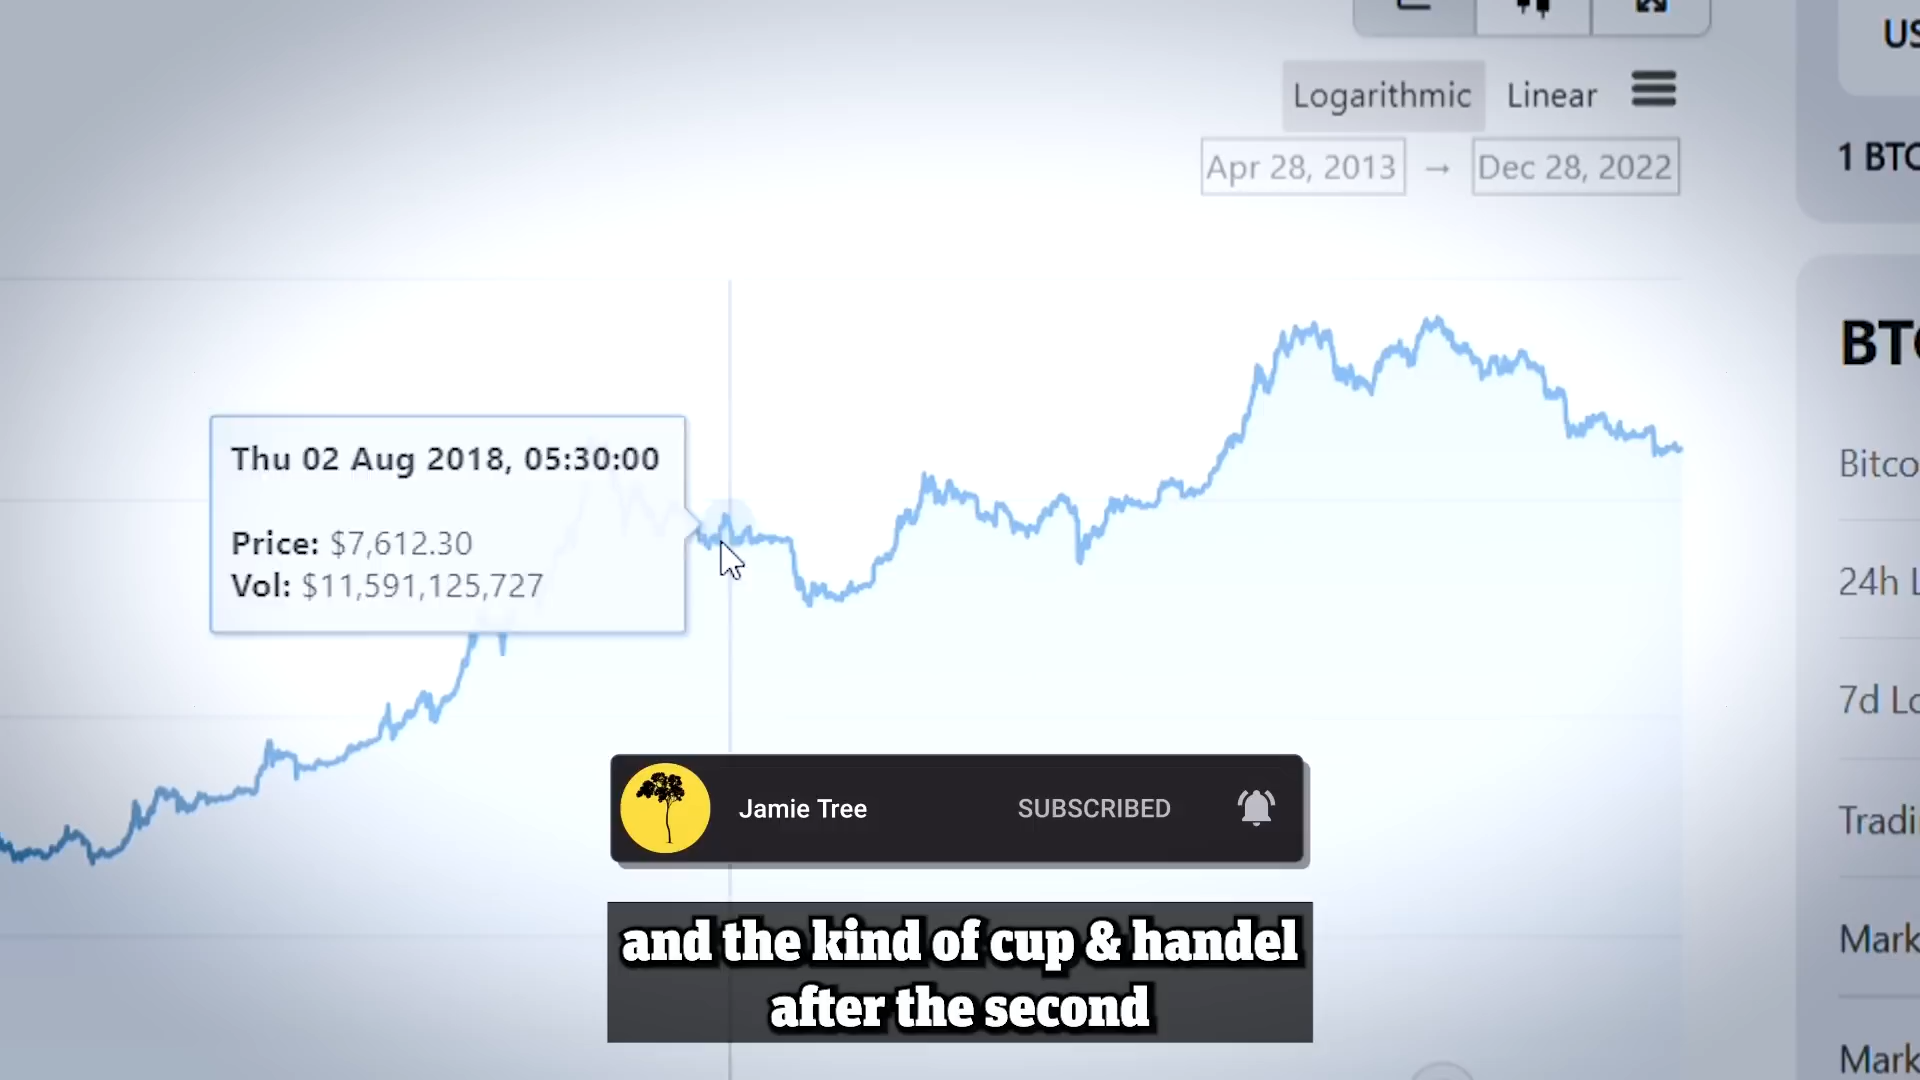 US
Logarithmic Linear
Apr 28, 2013 → Dec 28, 2022
1 BTC
Thu 02 Aug 2018, 05:30:00
Price: $7,612.30
Vol: $11,591,125,727
BTC
Bitco
24h L
7d Lo
Tradi
Mark
Mark
Jamie Tree SUBSCRIBED
and the kind of cup & handel
after the second